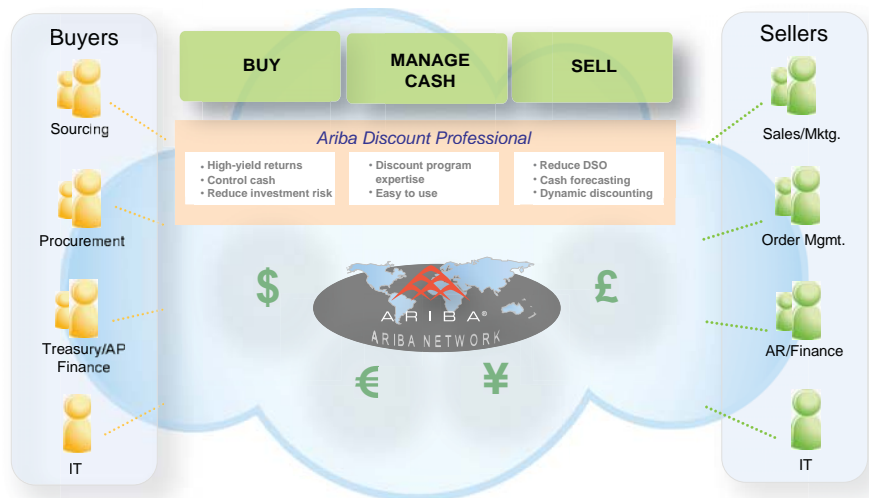 Buyers
Sourcing
Procurement
Treasury/AP
Finance
IT
BUY
MANAGE
CASH
SELL
Ariba Discount Professional
• High-yield returns
• Control cash
• Reduce investment risk
• Discount program
expertise
• Easy to use
• Reduce DSO
• Cash forecasting
• Dynamic discounting
$
£
ARIBA®
ARIBA NETWORK
€
¥
Sellers
Sales/Mktg.
Order Mgmt.
AR/Finance
IT